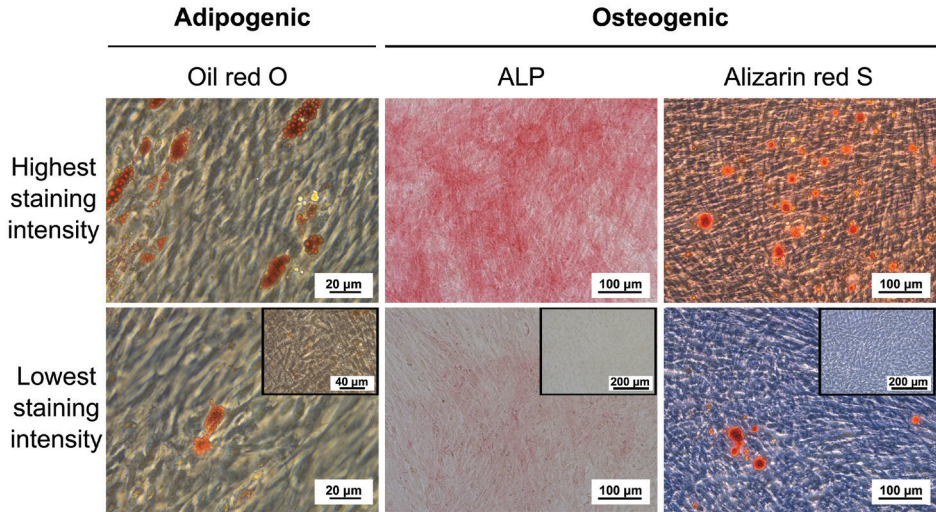 Adipogenic
Osteogenic
Oil red O
ALP
Alizarin red S
Highest
staining
intensity
20 µm
100 µm
100 µm
Lowest
staining
intensity
40 µm
200 µm
200 µm
20 µm
100 µm
100 µm